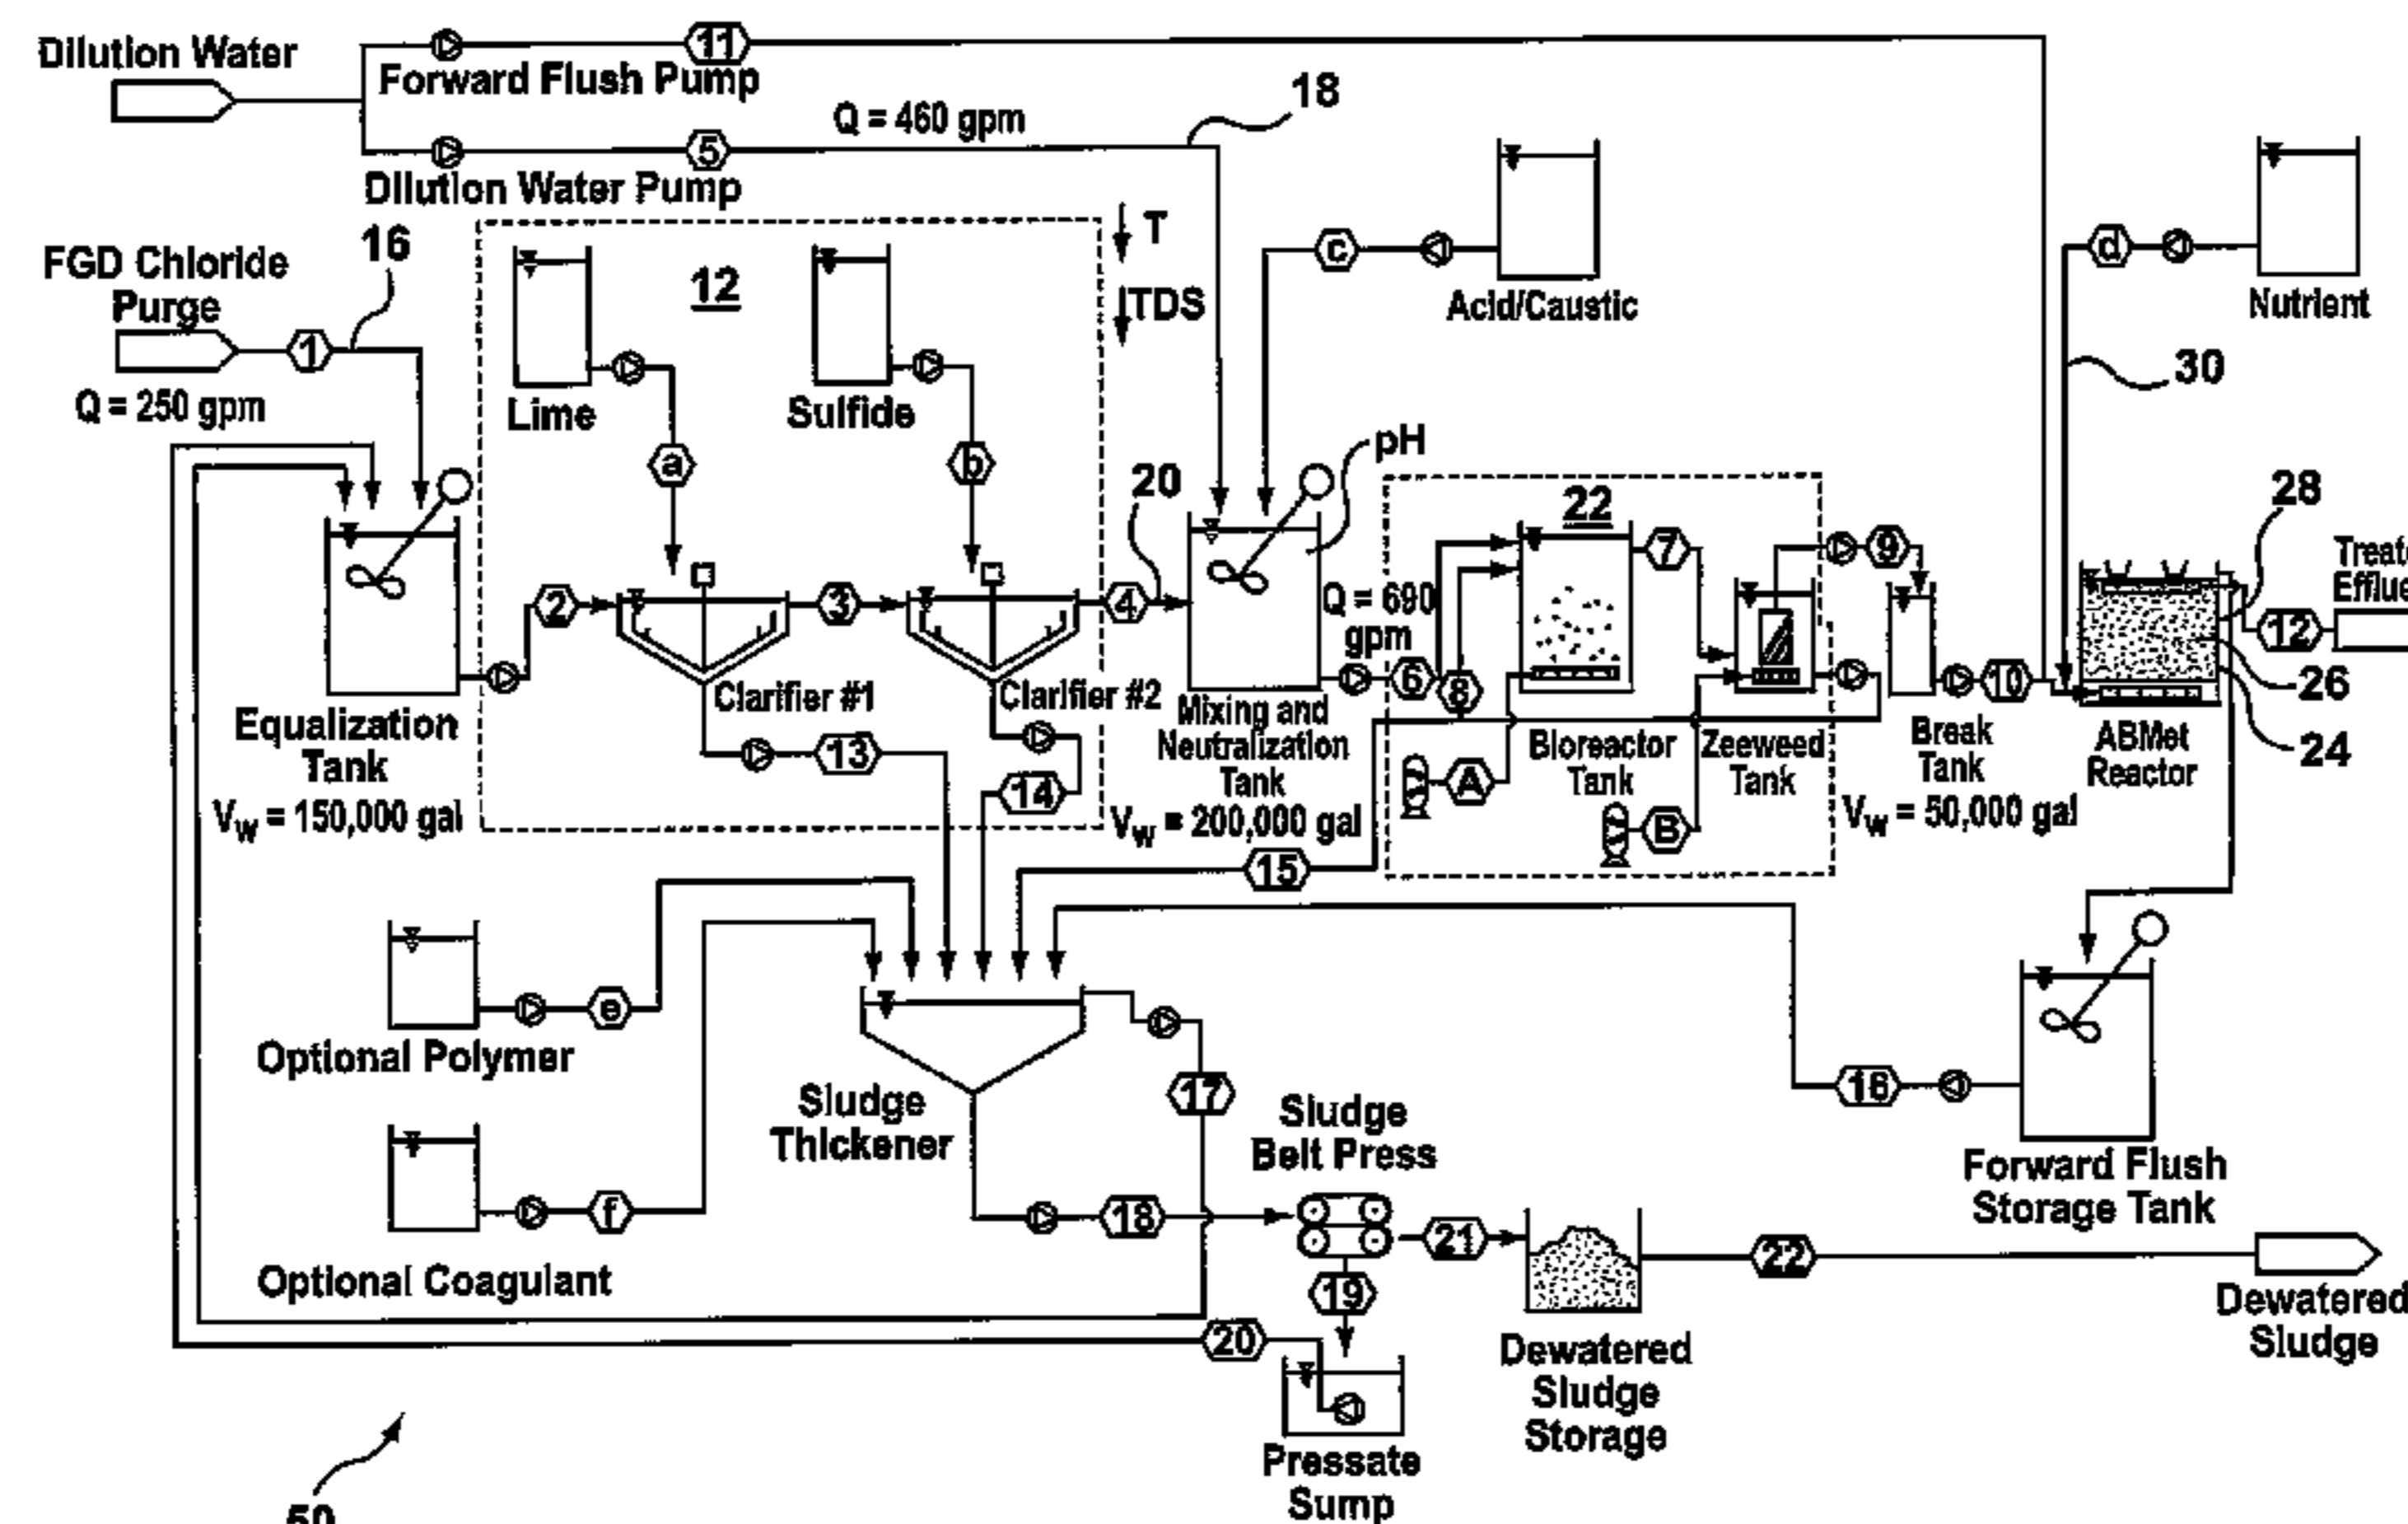 Dilution Water
11
Forward Flush Pump
Q = 460 gpm
18
5
Dilution Water Pump
FGD Chloride
Purge
16
1
Q = 250 gpm
12
T
TDS
Lime
Sulfide
a
b
c
Acid/Caustic
d
Nutrient
30
pH
20
2
3
4
Clarifier #1
Clarifier #2
13
14
Equalization
Tank
Vw = 150,000 gal
Mixing and
Neutralization
Tank
Vw = 200,000 gal
Q = 690
gpm
6
8
22
7
9
Bioreactor
Tank
Zeeweed
Tank
A
B
15
10
Break
Tank
Vw = 50,000 gal
28
12
26
24
ABMet
Reactor
e
Optional Polymer
f
Optional Coagulant
Sludge
Thickener
17
16
Forward Flush
Storage Tank
18
Sludge
Belt Press
21
22
19
20
Dewatered
Sludge
Storage
Dewatered
Sludge
Pressate
Sump
50